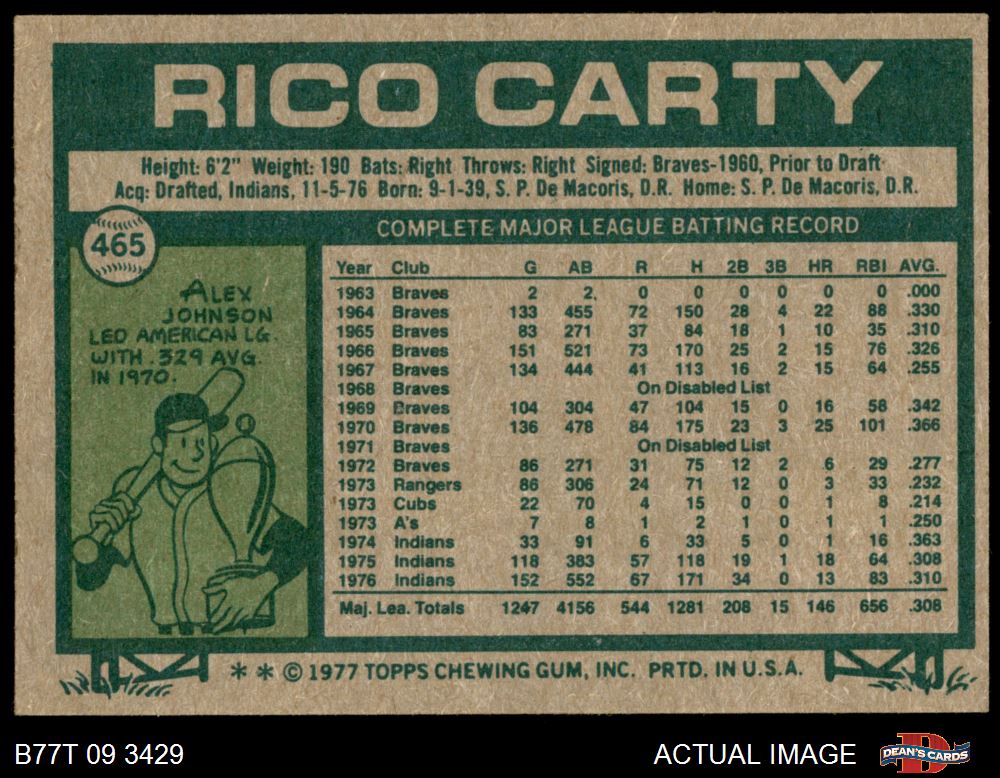 RICO CARTY
Height: 6'2" Weight: 190 Bats: Right Throws: Right Signed: Braves-1960, Prior to Draft
Acq: Drafted, Indians, 11-5-76 Born: 9-1-39, S. P. De Macoris, D.R. Home: S. P. De Macoris, D.R.
465
ALEX
JOHNSON
LED AMERICAN LG.
WITH .329 AVG.
IN 1970.
COMPLETE MAJOR LEAGUE BATTING RECORD
Year Club G AB R H 2B 3B HR RBI AVG.
1963 Braves 2 2 0 0 0 0 0 0 .000
1964 Braves 133 455 72 150 28 4 22 88 .330
1965 Braves 83 271 37 84 18 1 10 35 .310
1966 Braves 151 521 73 170 25 2 15 76 .326
1967 Braves 134 444 41 113 16 2 15 64 .255
1968 Braves On Disabled List
1969 Braves 104 304 47 104 15 0 16 58 .342
1970 Braves 136 478 84 175 23 3 25 101 .366
1971 Braves On Disabled List
1972 Braves 86 271 31 75 12 2 6 29 .277
1973 Rangers 86 306 24 71 12 0 3 33 .232
1973 Cubs 22 70 4 15 0 0 1 8 .214
1973 A's 7 8 1 2 1 0 1 1 .250
1974 Indians 33 91 6 33 5 0 1 16 .363
1975 Indians 118 383 57 118 19 1 18 64 .308
1976 Indians 152 552 67 171 34 0 13 83 .310
Maj. Lea. Totals 1247 4156 544 1281 208 15 146 656 .308
* * © 1977 TOPPS CHEWING GUM, INC. PRTD. IN U.S.A.
B77T 09 3429
ACTUAL IMAGE
D
DEAN'S CARDS